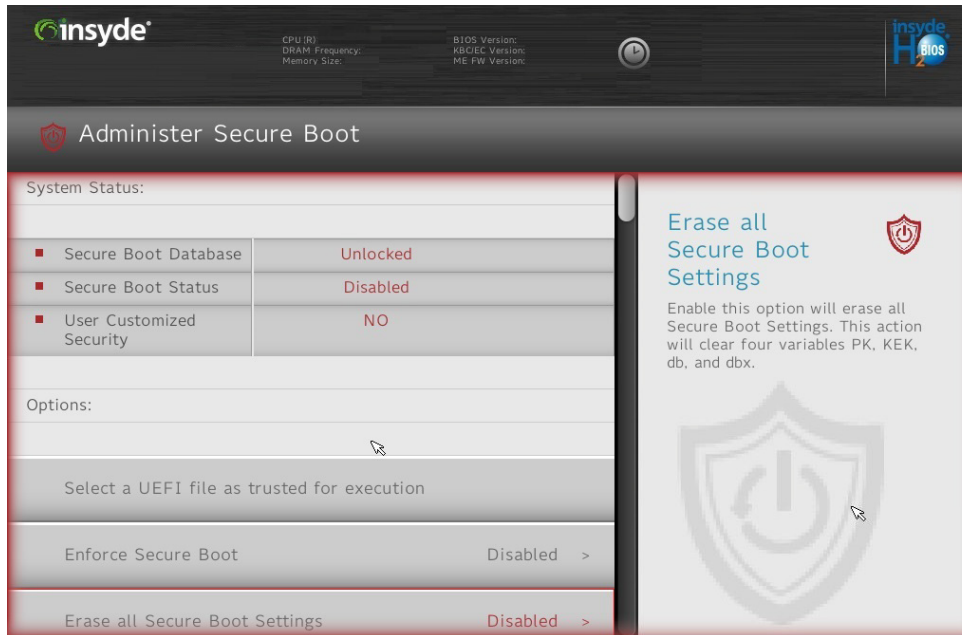 insyde
CPU (R)
DRAM Frequency:
Memory Size:
BIOS Version:
KBC/EC Version:
ME FW Version:
insyde
H2 BIOS
Administer Secure Boot
System Status:
Secure Boot Database Unlocked
Secure Boot Status Disabled
User Customized NO
Security
Options:
Select a UEFI file as trusted for execution
Enforce Secure Boot Disabled >
Erase all Secure Boot Settings Disabled >
Erase all
Secure Boot
Settings
Enable this option will erase all
Secure Boot Settings. This action
will clear four variables PK, KEK,
db, and dbx.